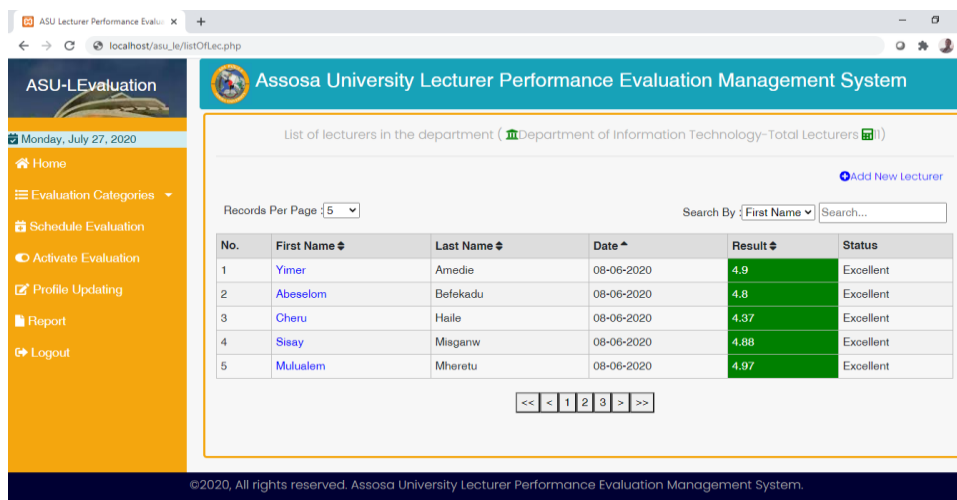 ASU Lecturer Performance Evalu
localhost/asu_le/listOfLec.php
ASU-LEvaluation
Assosa University Lecturer Performance Evaluation Management System
Monday, July 27, 2020
Home
Evaluation Categories
Schedule Evaluation
Activate Evaluation
Profile Updating
Report
Logout
List of lecturers in the department ( Department of Information Technology-Total Lecturers 11)
Add New Lecturer
Records Per Page : 5 Search By : First Name Search...
No. First Name Last Name Date Result Status
1 Yimer Amedie 08-06-2020 4.9 Excellent
2 Abeselom Befekadu 08-06-2020 4.8 Excellent
3 Cheru Haile 08-06-2020 4.37 Excellent
4 Sisay Misganw 08-06-2020 4.88 Excellent
5 Mulualem Mheretu 08-06-2020 4.97 Excellent
<< < 1 2 3 > >>
©2020, All rights reserved. Assosa University Lecturer Performance Evaluation Management System.